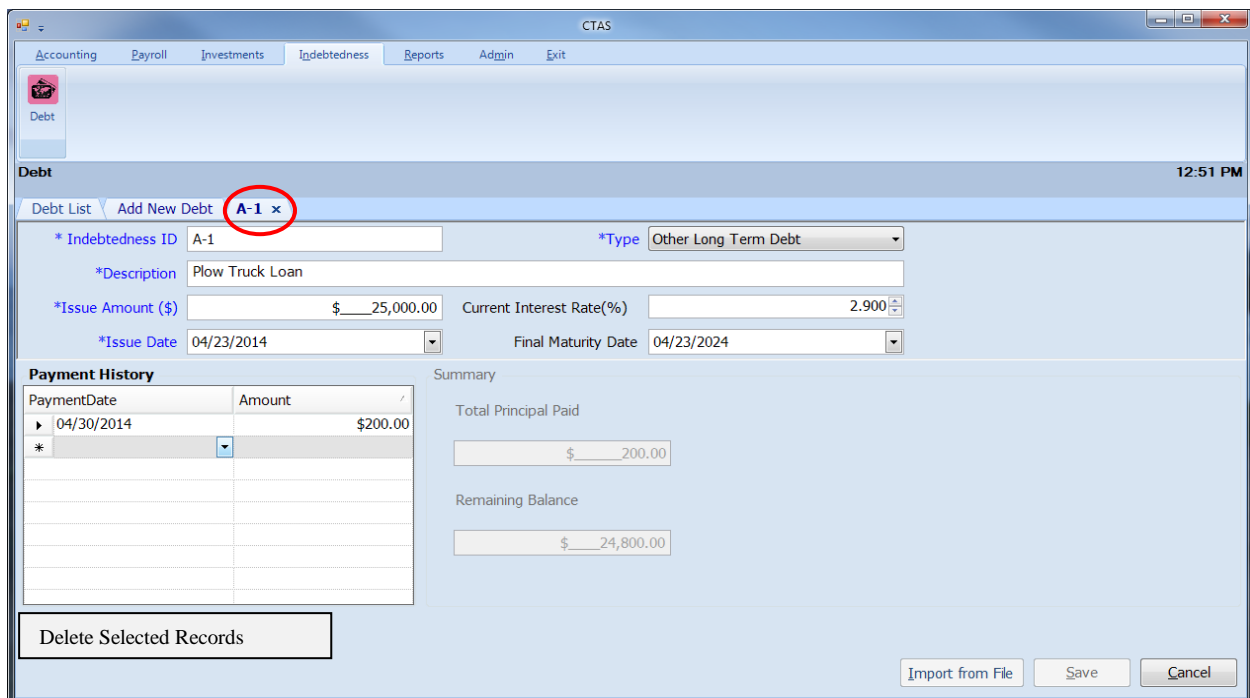 CTAS
Accounting Payroll Investments Indebtedness Reports Admin Exit
Debt
Debt 12:51 PM
Debt List Add New Debt A-1 x
* Indebtedness ID A-1 *Type Other Long Term Debt
*Description Plow Truck Loan
*Issue Amount ($) $____25,000.00 Current Interest Rate(%) 2.900
*Issue Date 04/23/2014 Final Maturity Date 04/23/2024
Payment History Summary
PaymentDate Amount
Total Principal Paid
04/30/2014 $200.00
*
$______200.00
Remaining Balance
$____24,800.00
Delete Selected Records
Import from File Save Cancel